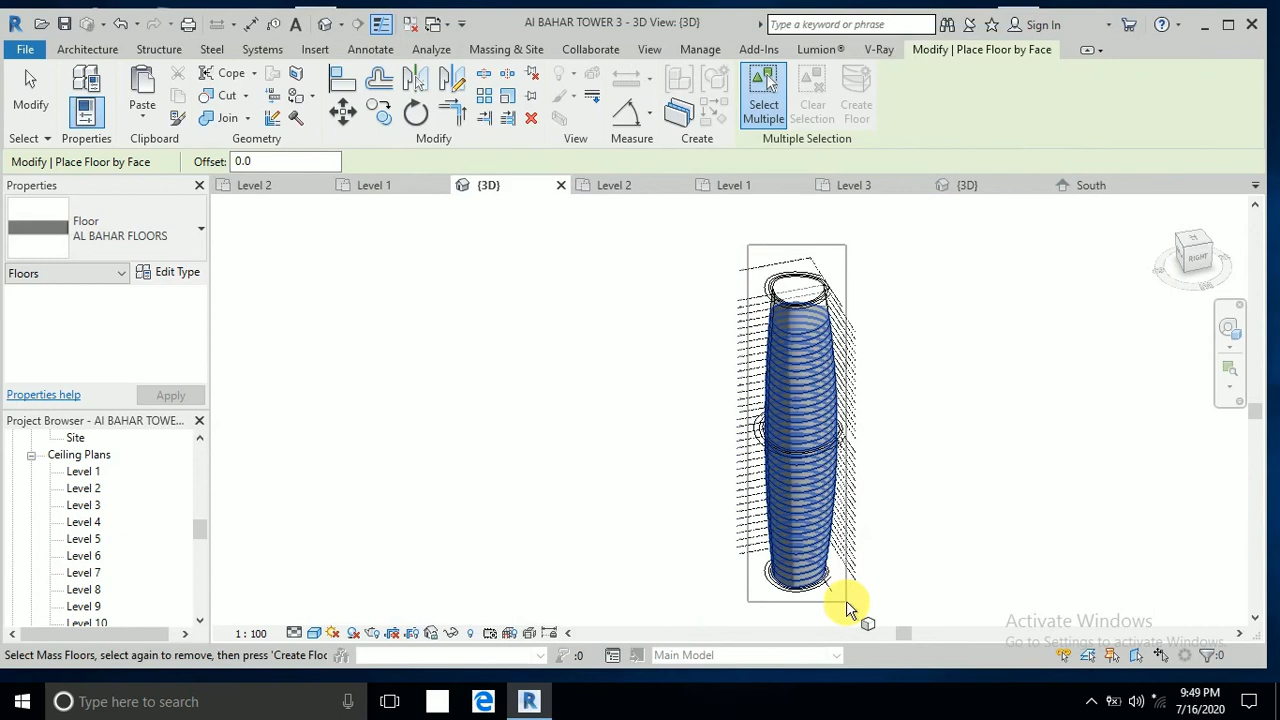 Al BAHAR TOWER 3 - 3D View: {3D}
Type a keyword or phrase
Sign In
File
Architecture
Structure
Steel
Systems
Insert
Annotate
Analyze
Massing & Site
Collaborate
View
Manage
Add-Ins
Lumion®
V-Ray
Modify | Place Floor by Face
Modify
Paste
Cope
Cut
Join
Select Multiple
Clear Selection
Create Floor
Select
Properties
Clipboard
Geometry
Modify
View
Measure
Create
Multiple Selection
Modify | Place Floor by Face
Offset:
0.0
Properties
Level 2
Level 1
{3D}
Level 2
Level 1
Level 3
{3D}
South
Floor
AL BAHAR FLOORS
Floors
Edit Type
RIGHT
Properties help
Apply
Project Browser - Al BAHAR TOWE...
Site
Ceiling Plans
Level 1
Level 2
Level 3
Level 4
Level 5
Level 6
Level 7
Level 8
Level 9
Level 10
1 : 100
Activate Windows
Go to Settings to activate Windows.
Select Mass Floors, select again to remove, then press 'Create Floo
:0
Main Model
:0
Type here to search
9:49 PM
7/16/2020